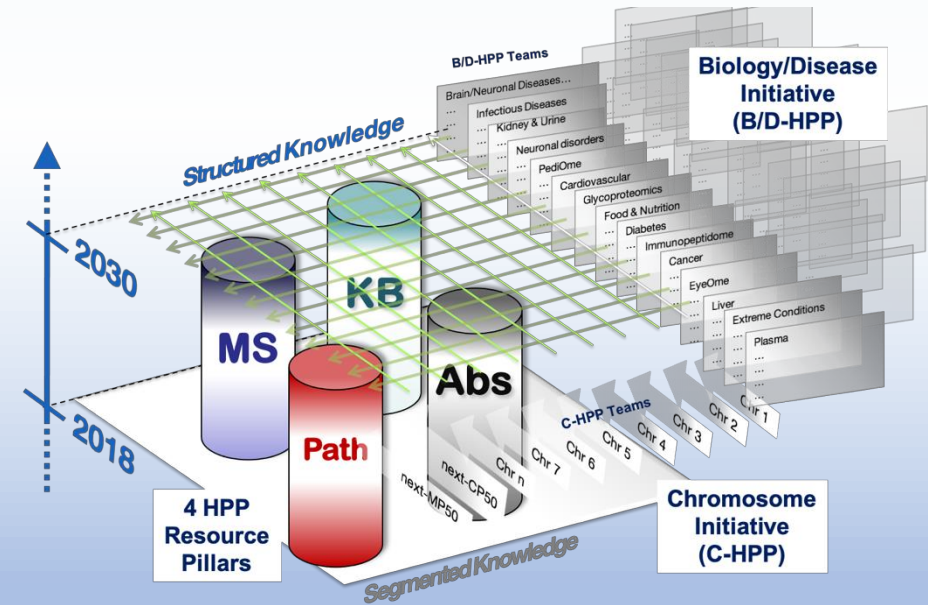 B/D-HPP Teams
Biology/Disease
Initiative
(B/D-HPP)
Brain/Neuronal Diseases...
...
...
Infectious Diseases
...
...
Kidney & Urine
...
...
Neuronal disorders
...
...
PediOme
...
...
Cardiovascular
...
...
Glycoproteomics
...
...
Food & Nutrition
...
...
Diabetes
...
...
Immunopeptidome
...
...
Cancer
...
...
EyeOme
...
...
Liver
...
...
Extreme Conditions
...
...
Plasma
...
...
...
...
Structured Knowledge
2030
2018
MS
KB
Path
Abs
C-HPP Teams
Chr 1
Chr 2
Chr 3
Chr 4
Chr 5
Chr 6
Chr 7
Chr n
next-CP50
next-MP50
4 HPP
Resource
Pillars
Chromosome
Initiative
(C-HPP)
Segmented Knowledge